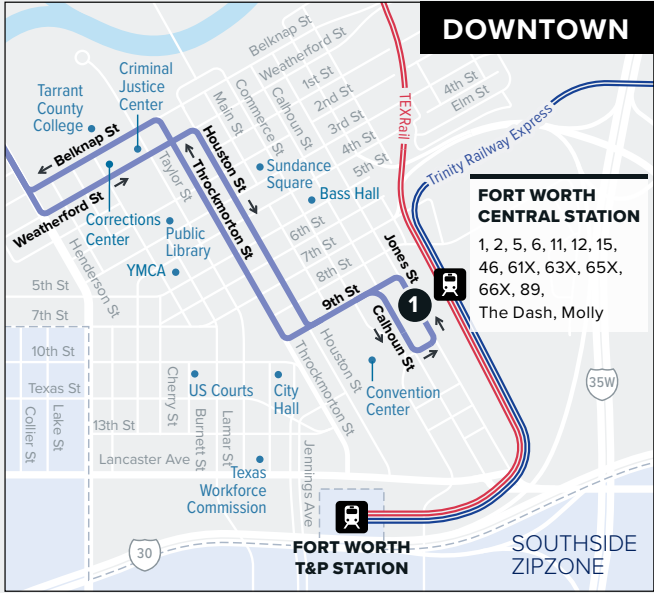 DOWNTOWN
Belknap St
Weatherford St
1st St
2nd St
3rd St
4th St
5th St
4th St
Elm St
Main St
Commerce St
Calhoun St
TEXRail
Trinity Railway Express
Criminal
Justice
Center
Tarrant
County
College
Belknap St
Weatherford St
Houston St
Throckmorton St
Taylor St
Sundance
Square
Bass Hall
Corrections
Center
Public
Library
YMCA
6th St
7th St
8th St
9th St
Jones St
Calhoun St
1
FORT WORTH
CENTRAL STATION
1, 2, 5, 6, 11, 12, 15,
46, 61X, 63X, 65X,
66X, 89,
The Dash, Molly
Henderson St
5th St
7th St
10th St
Texas St
13th St
Lancaster Ave
Collier St
Lake St
Cherry St
Burnett St
Lamar St
Jennings Ave
Houston St
Throckmorton St
US Courts
City
Hall
Convention
Center
Texas
Workforce
Commission
35W
30
FORT WORTH
T&P STATION
SOUTHSIDE
ZIPZONE